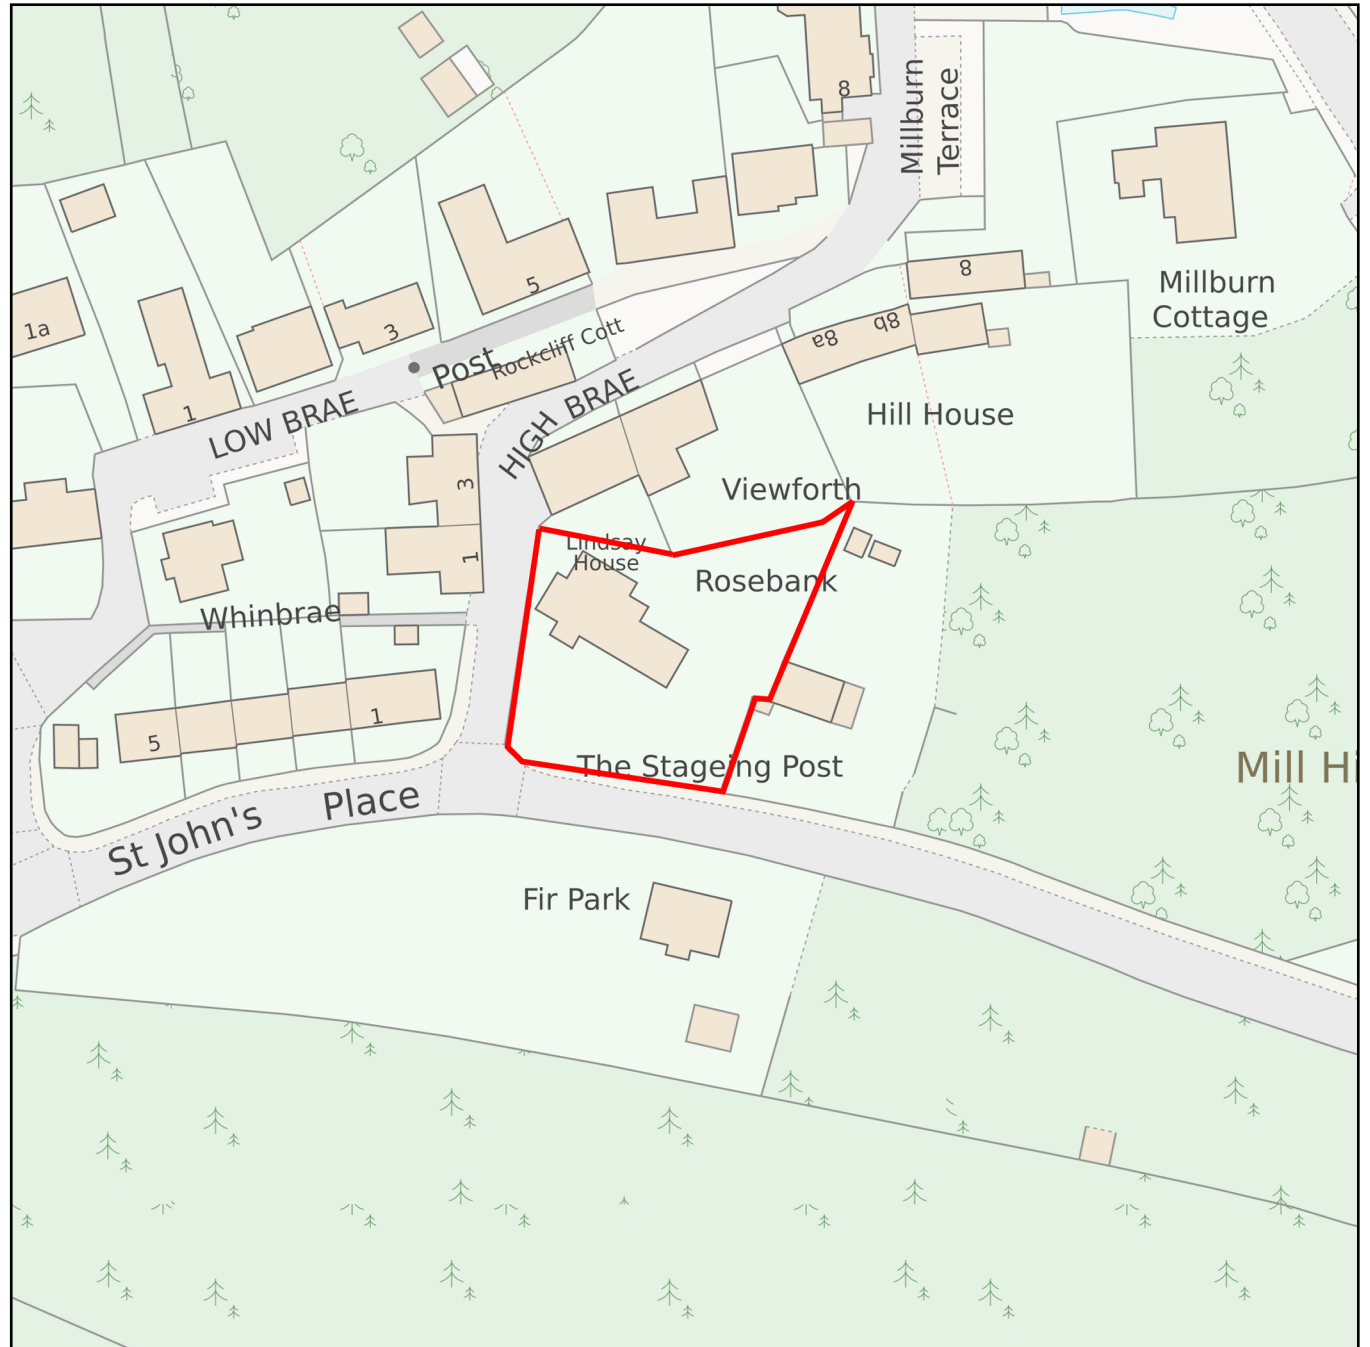 8
Millburn
Terrace
Millburn
Cottage
8
8b
8a
5
3
1a
1
Rockcliff Cott
Post
LOW BRAE
HIGH BRAE
Hill House
3
1
Viewforth
Lindsay
House
Rosebank
Whinbrae
5
1
The Stageing Post
Mill Hi
St John's Place
Fir Park